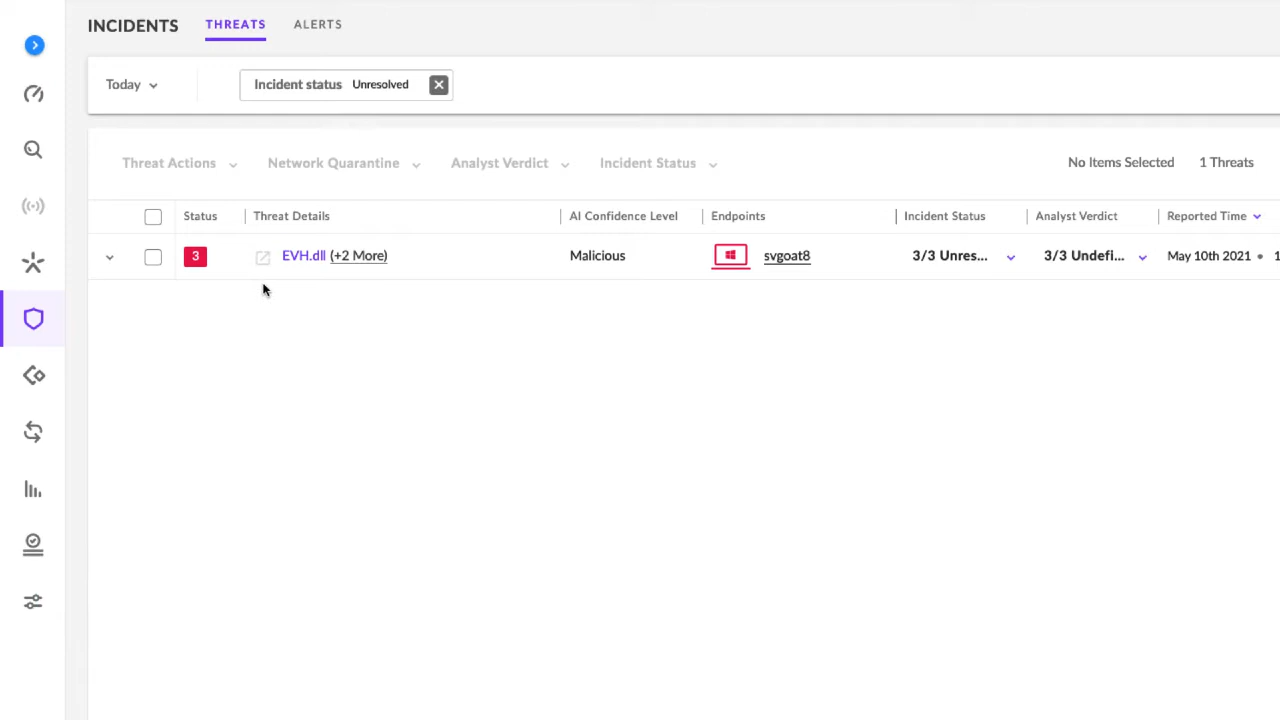 INCIDENTS THREATS ALERTS
Today Incident status Unresolved
Threat Actions Network Quarantine Analyst Verdict Incident Status No Items Selected 1 Threats
Status Threat Details AI Confidence Level Endpoints Incident Status Analyst Verdict Reported Time
3 EVH.dll (+2 More) Malicious svgoat8 3/3 Unres... 3/3 Undefi... May 10th 2021 • 1